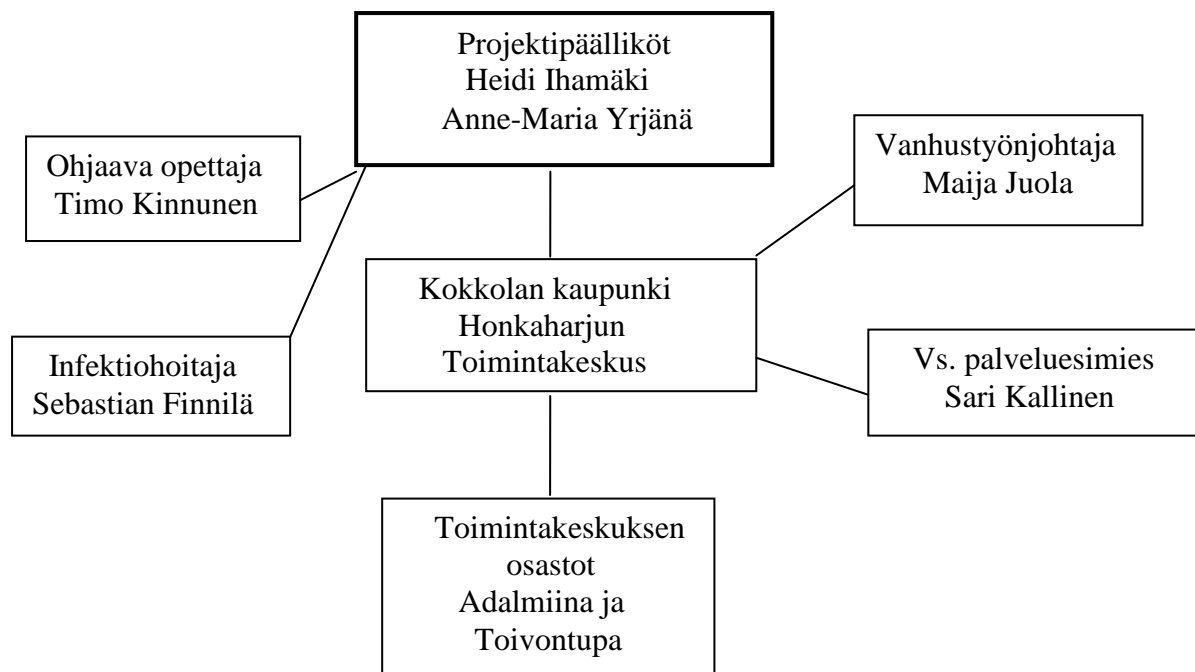 Projektipäälliköt
Heidi Ihamäki
Anne-Maria Yrjänä
Ohjaava opettaja
Timo Kinnunen
Vanhustyönjohtaja
Maija Juola
Kokkolan kaupunki
Honkaharjun
Toimintakeskus
Infektiohoitaja
Sebastian Finnilä
Vs. palveluesimies
Sari Kallinen
Toimintakeskuksen
osastot
Adalmiina ja
Toivontupa